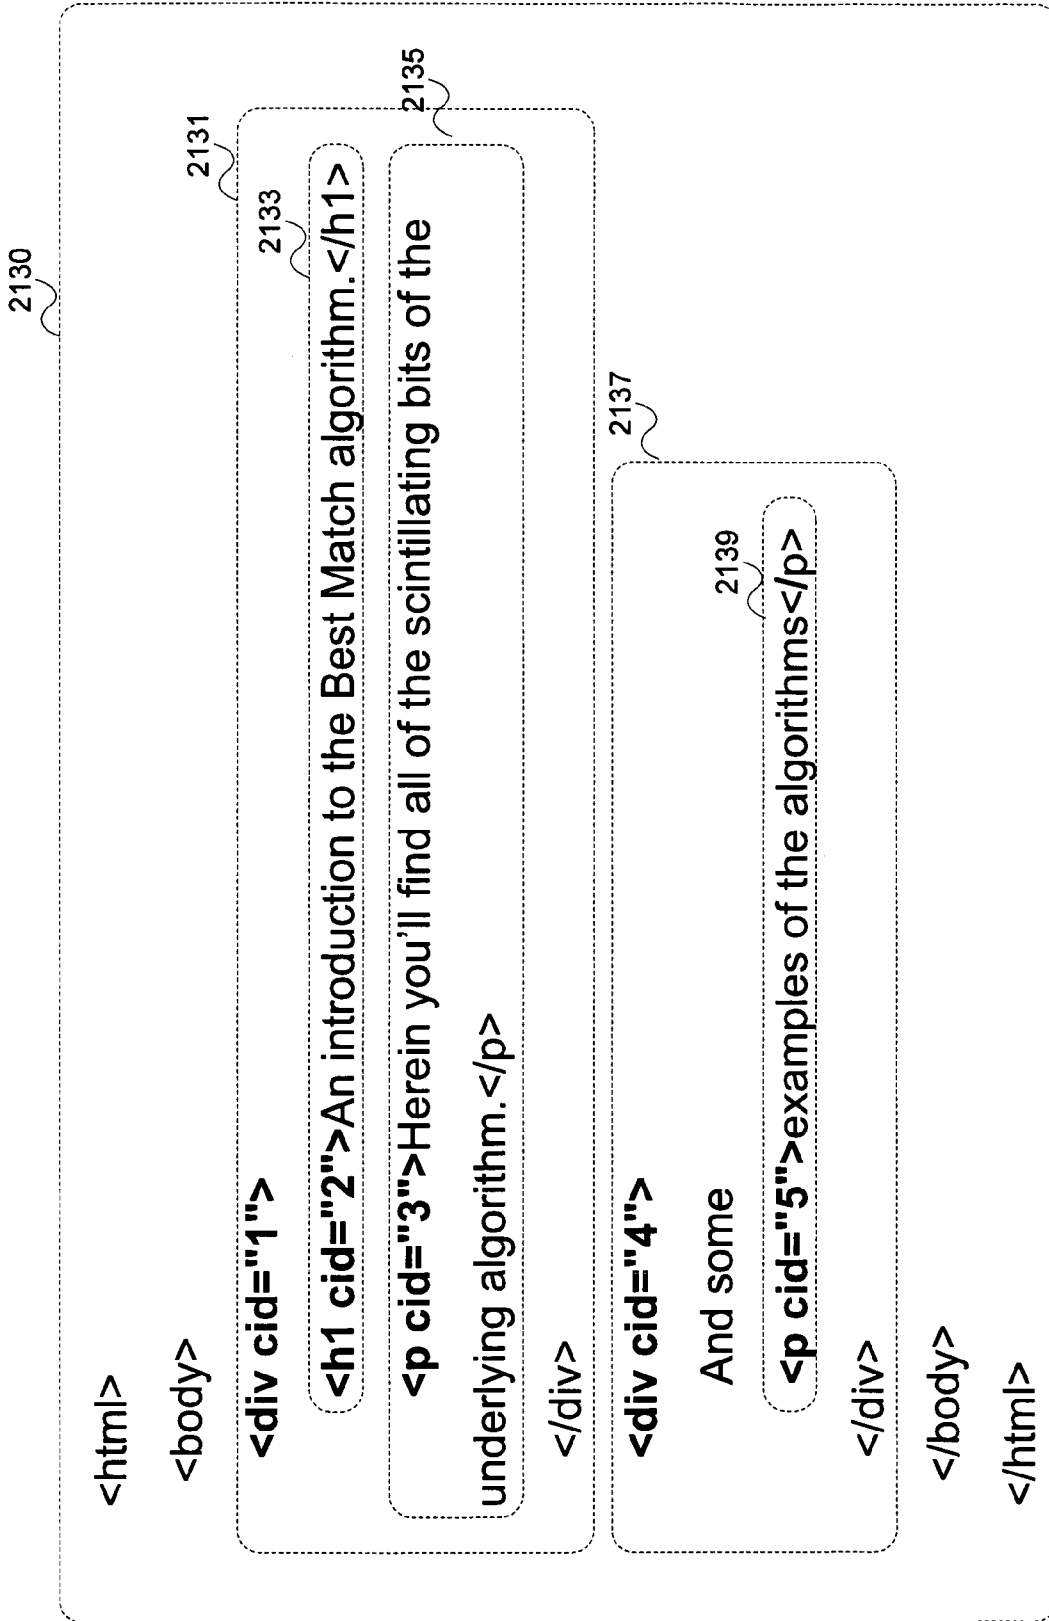 2130
<html>
<body>
2131
<div cid="1">
2133
<h1 cid="2">An introduction to the Best Match algorithm.</h1>
2135
<p cid="3">Herein you'll find all of the scintillating bits of the
underlying algorithm.</p>
</div>
2137
<div cid="4">
And some
2139
<p cid="5">examples of the algorithms</p>
</div>
</body>
</html>